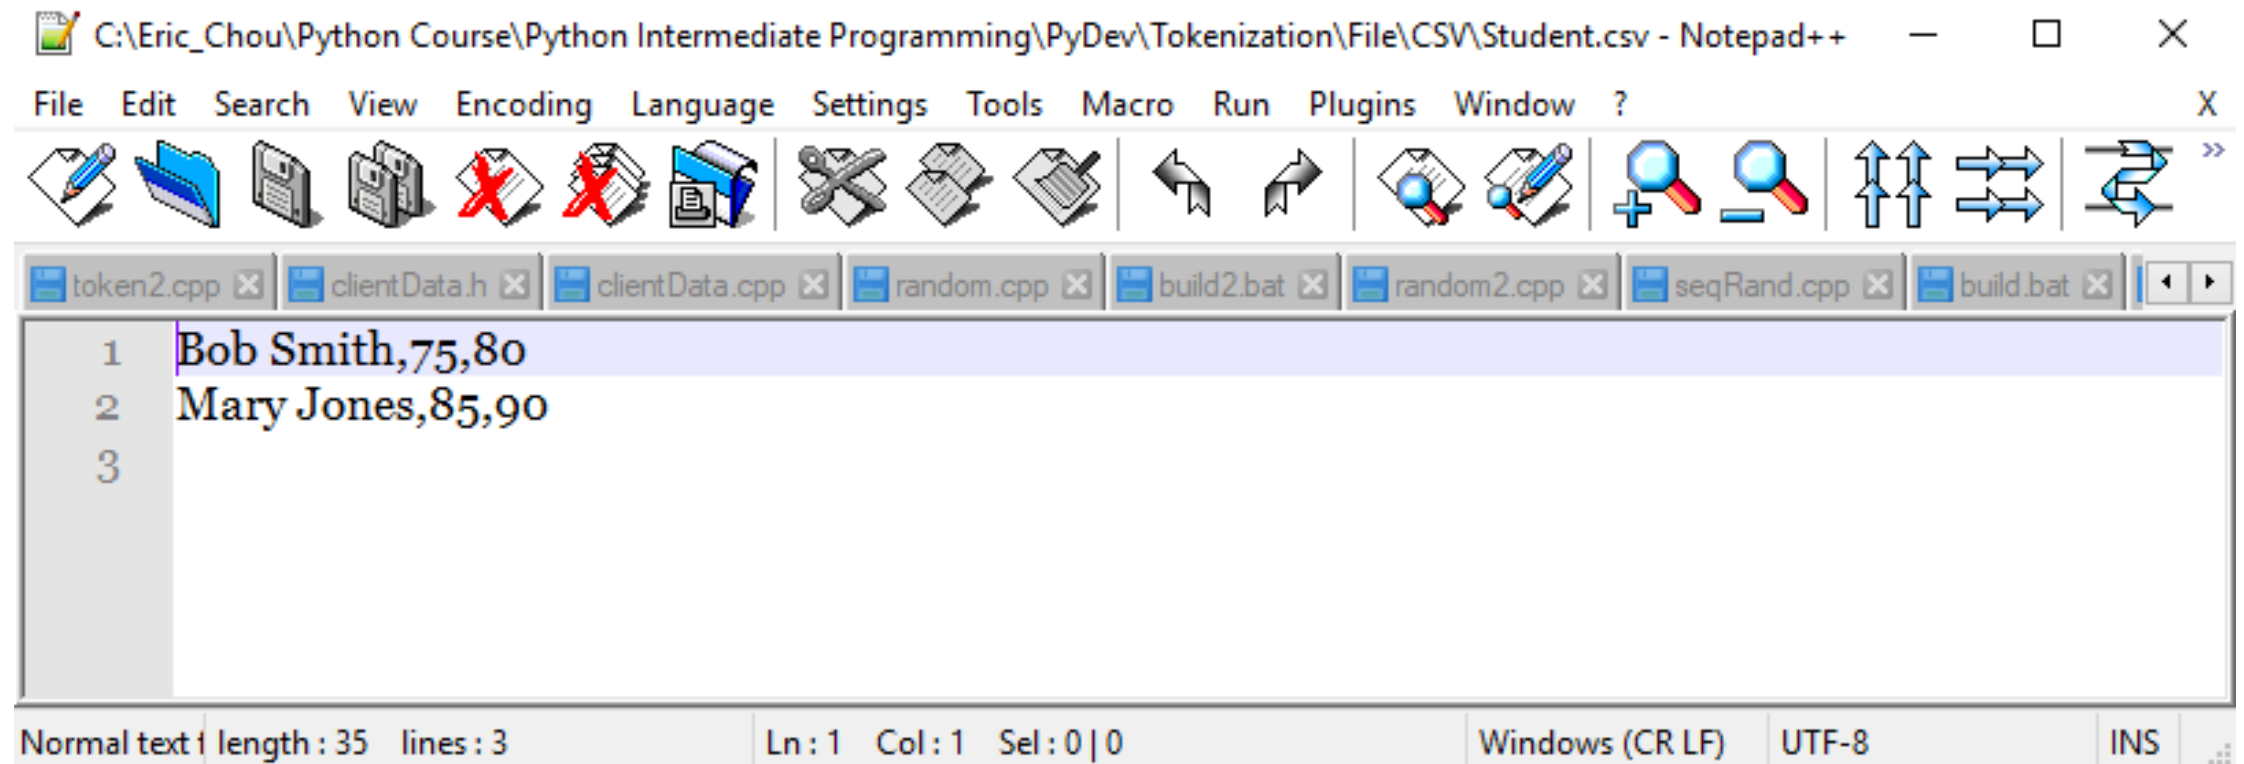 C:\Eric_Chou\Python Course\Python Intermediate Programming\PyDev\Tokenization\File\CSV\Student.csv - Notepad++
File Edit Search View Encoding Language Settings Tools Macro Run Plugins Window ? X
token2.cpp clientData.h clientData.cpp random.cpp build2.bat random2.cpp seqRand.cpp build.bat
1 Bob Smith,75,80
2 Mary Jones,85,90
3
Normal text length : 35 lines : 3 Ln : 1 Col : 1 Sel : 0 | 0 Windows (CR LF) UTF-8 INS